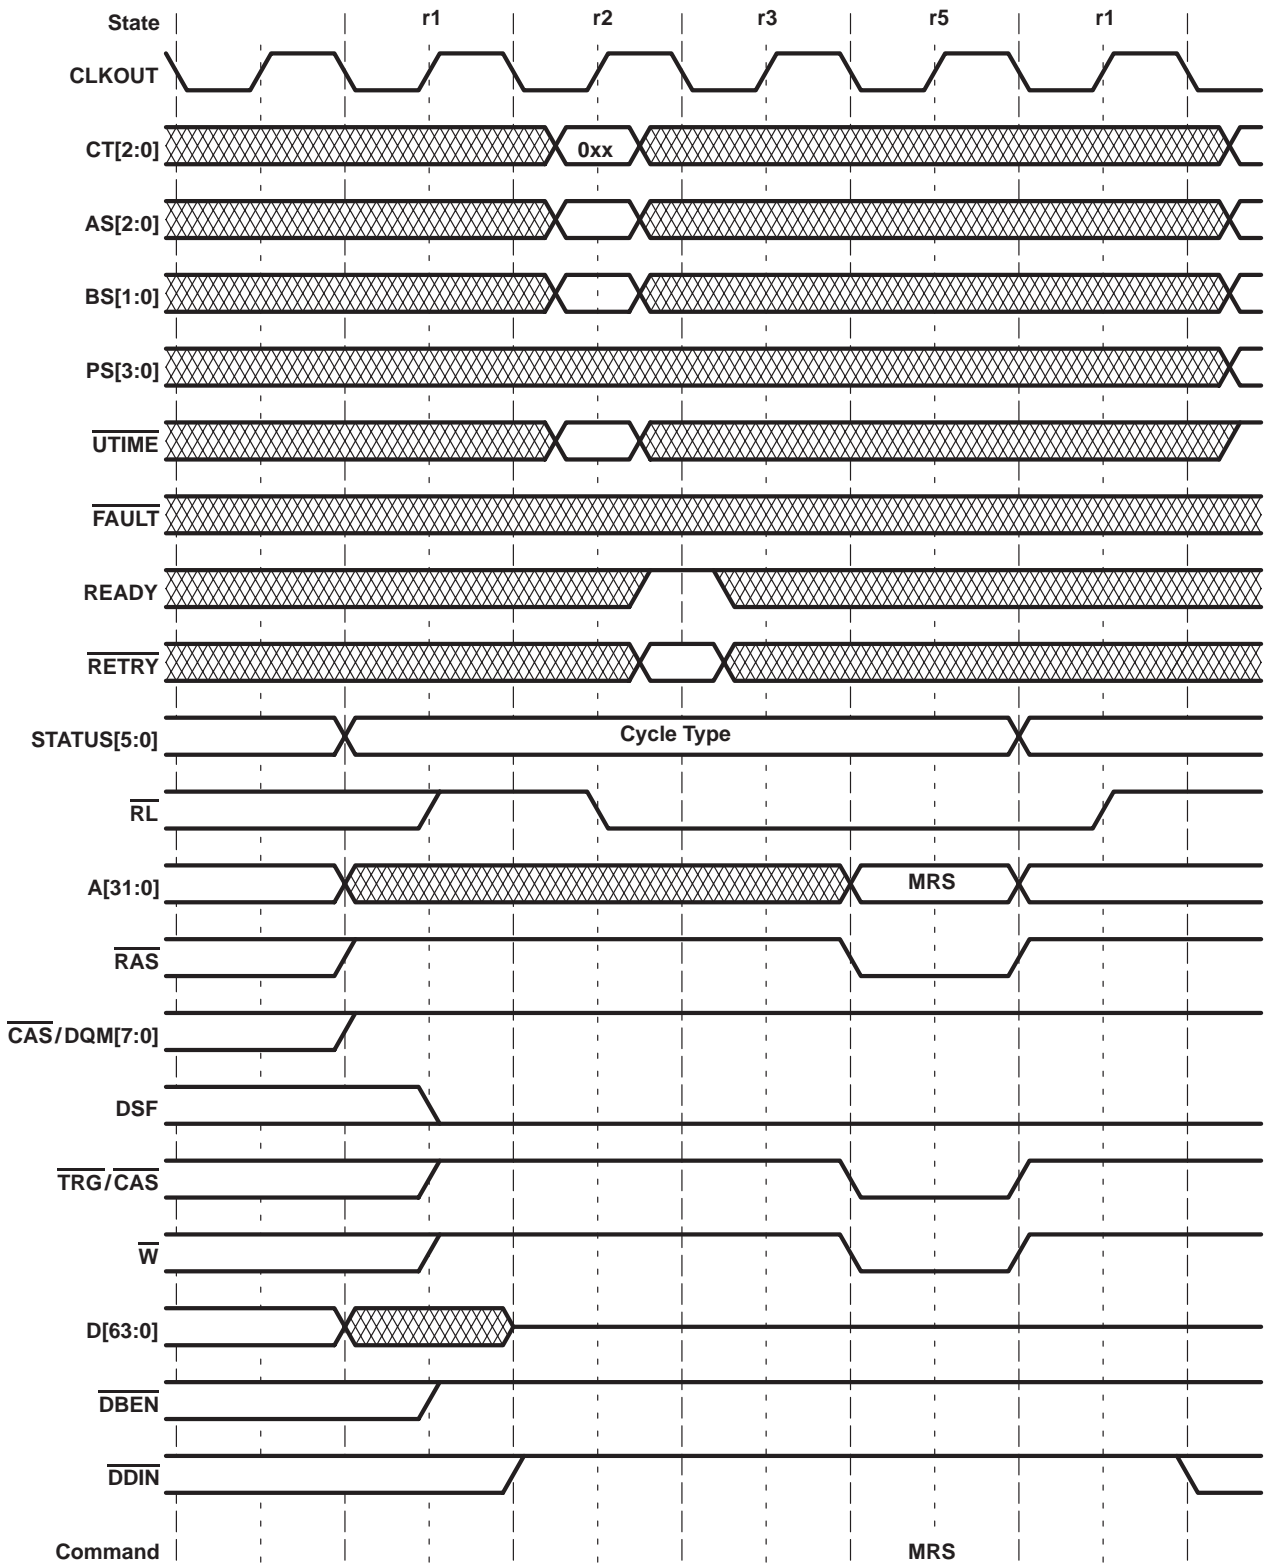 State r1 r2 r3 r5 r1
CLKOUT
CT[2:0] 0xx
AS[2:0]
BS[1:0]
PS[3:0]
UTIME
FAULT
READY
RETRY
STATUS[5:0] Cycle Type
RL
A[31:0] MRS
RAS
CAS/DQM[7:0]
DSF
TRG/CAS
W
D[63:0]
DBEN
DDIN
Command MRS